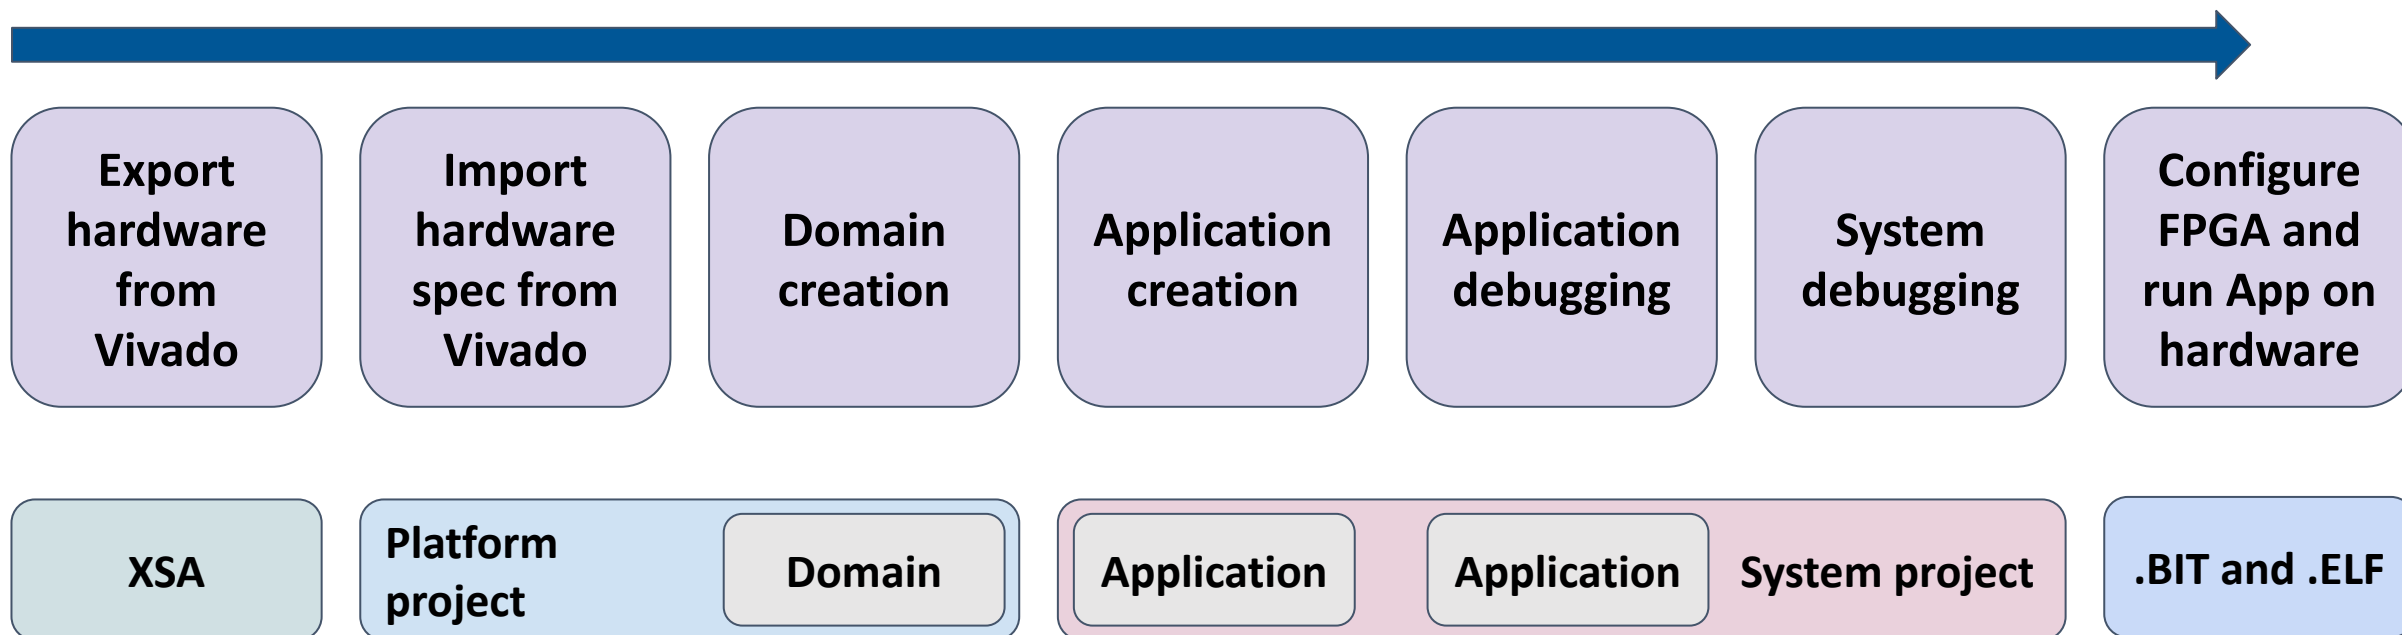 Export
hardware
from
Vivado
Import
hardware
spec from
Vivado
Domain
creation
Application
creation
Application
debugging
System
debugging
Configure
FPGA and
run App on
hardware
XSA
Platform
project
Domain
Application
Application
System project
.BIT and .ELF